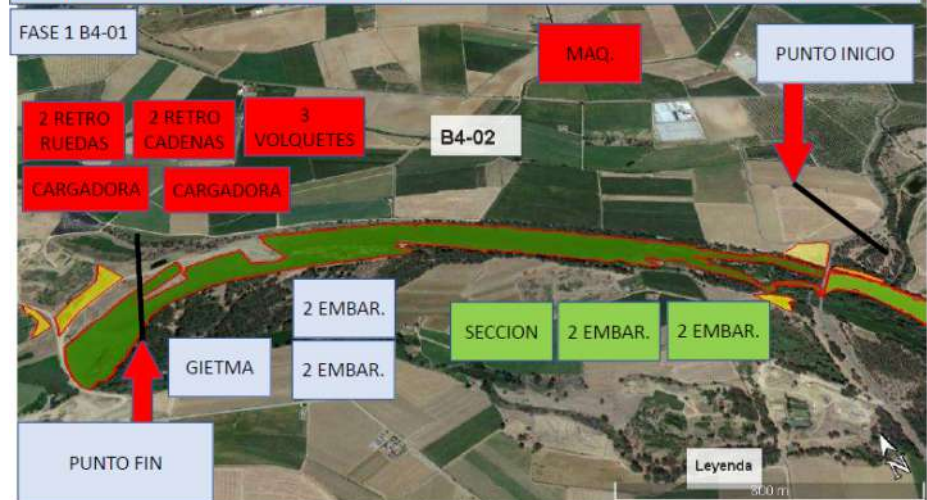 FASE 1 B4-01
MAQ.
PUNTO INICIO
2 RETRO
RUEDAS
2 RETRO
CADENAS
3
VOLQUETES
B4-02
CARGADORA
CARGADORA
2 EMBAR.
SECCION
2 EMBAR.
2 EMBAR.
GIETMA
2 EMBAR.
PUNTO FIN
Leyenda
N
800 m